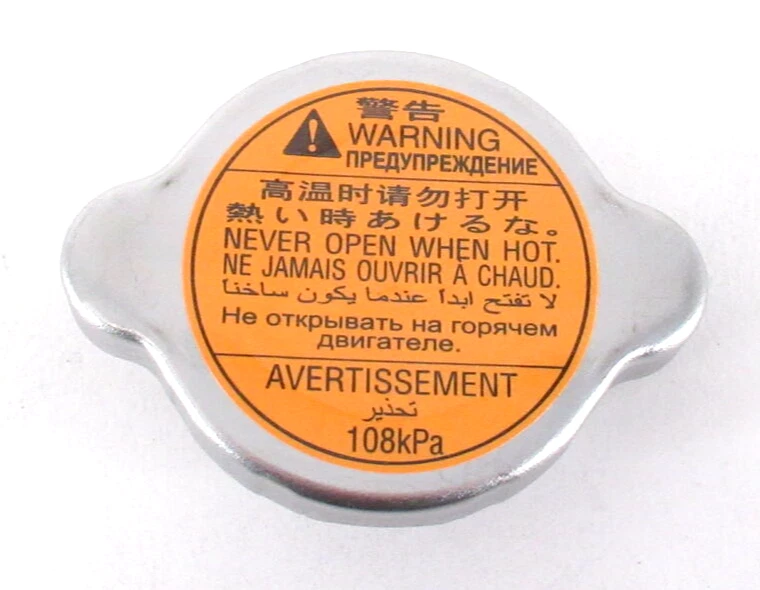 警告
WARNING
ПРЕДУПРЕЖДЕНИЕ
高温时请勿打开
熱い時あけるな。
NEVER OPEN WHEN HOT.
NE JAMAIS OUVRIR À CHAUD.
لا تفتح ابدأ عندما يكون ساخنا
Не открывать на горячем
двигателе.
AVERTISSEMENT
تحذير
108kPa